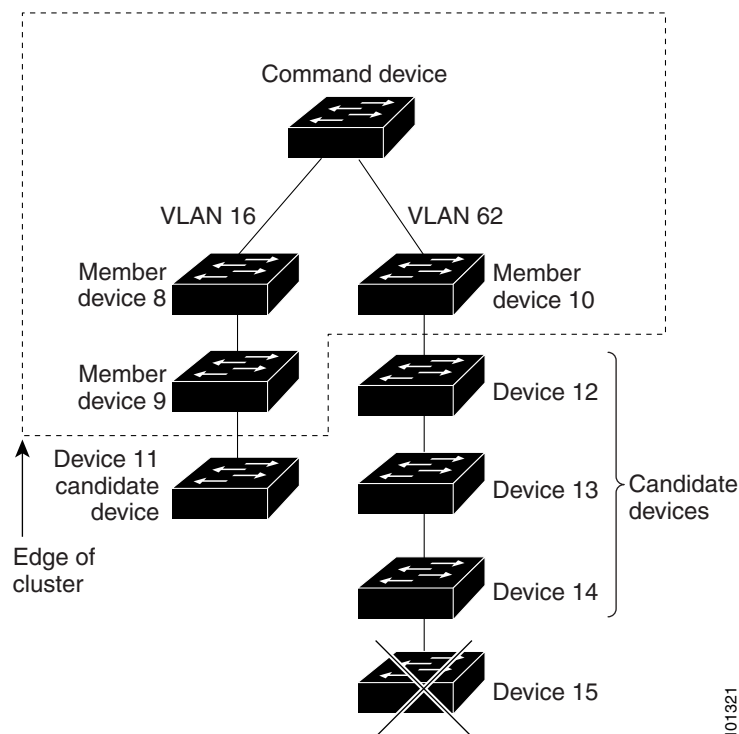 Command device
VLAN 16
VLAN 62
Member
device 8
Member
device 10
Member
device 9
Device 12
Device 11
candidate
device
Device 13
Candidate
devices
Edge of
cluster
Device 14
Device 15
101321